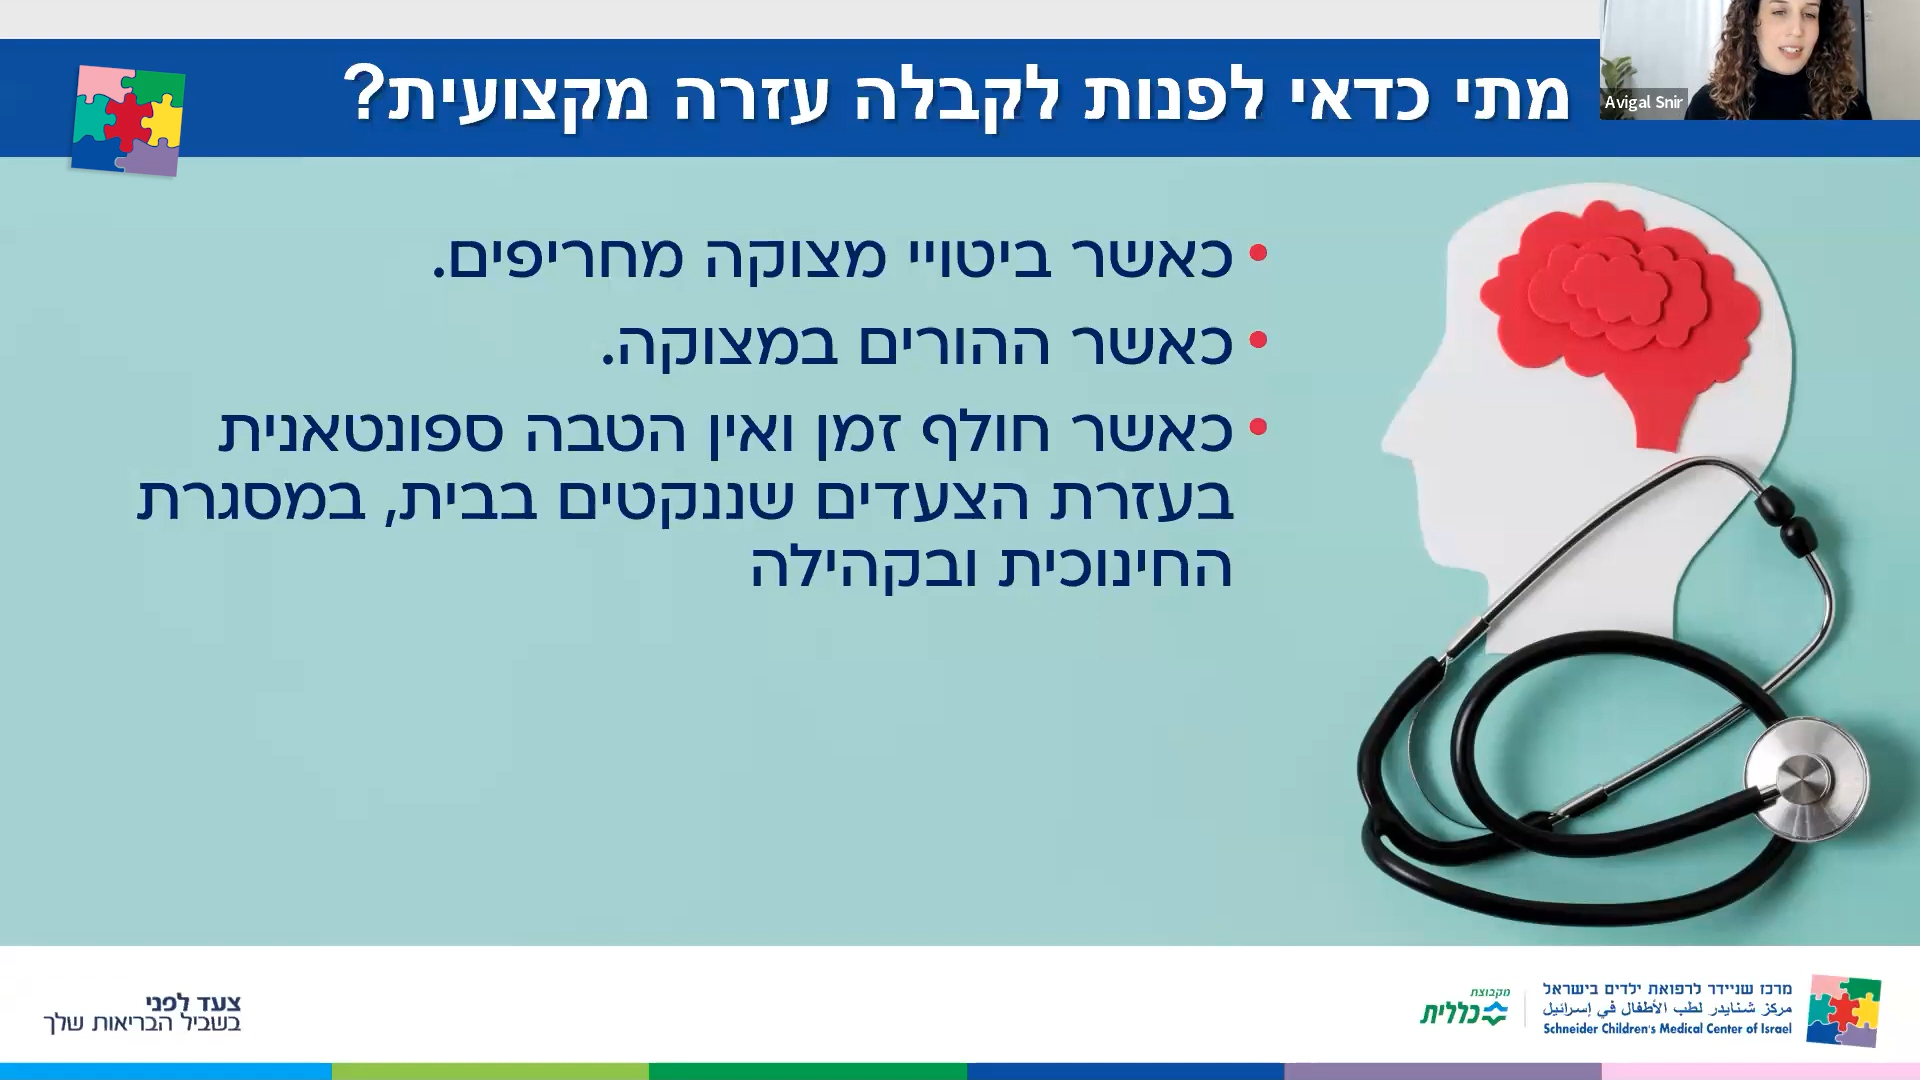 מתי כדאי לפנות לקבלה עזרה מקצועית?
Avigal Snir
• כאשר ביטויי מצוקה מחריפים.
• כאשר ההורים במצוקה.
• כאשר חולף זמן ואין הטבה ספונטאנית
בעזרת הצעדים שננקטים בבית, במסגרת
החינוכית ובקהילה
מרכז שניידר לרפואת ילדים בישראל
مركز شنايدر لطب الأطفال في إسرائيل
Schneider Children's Medical Center of Israel
מקבוצת
כללית
צעד לפני
בשביל הבריאות שלך